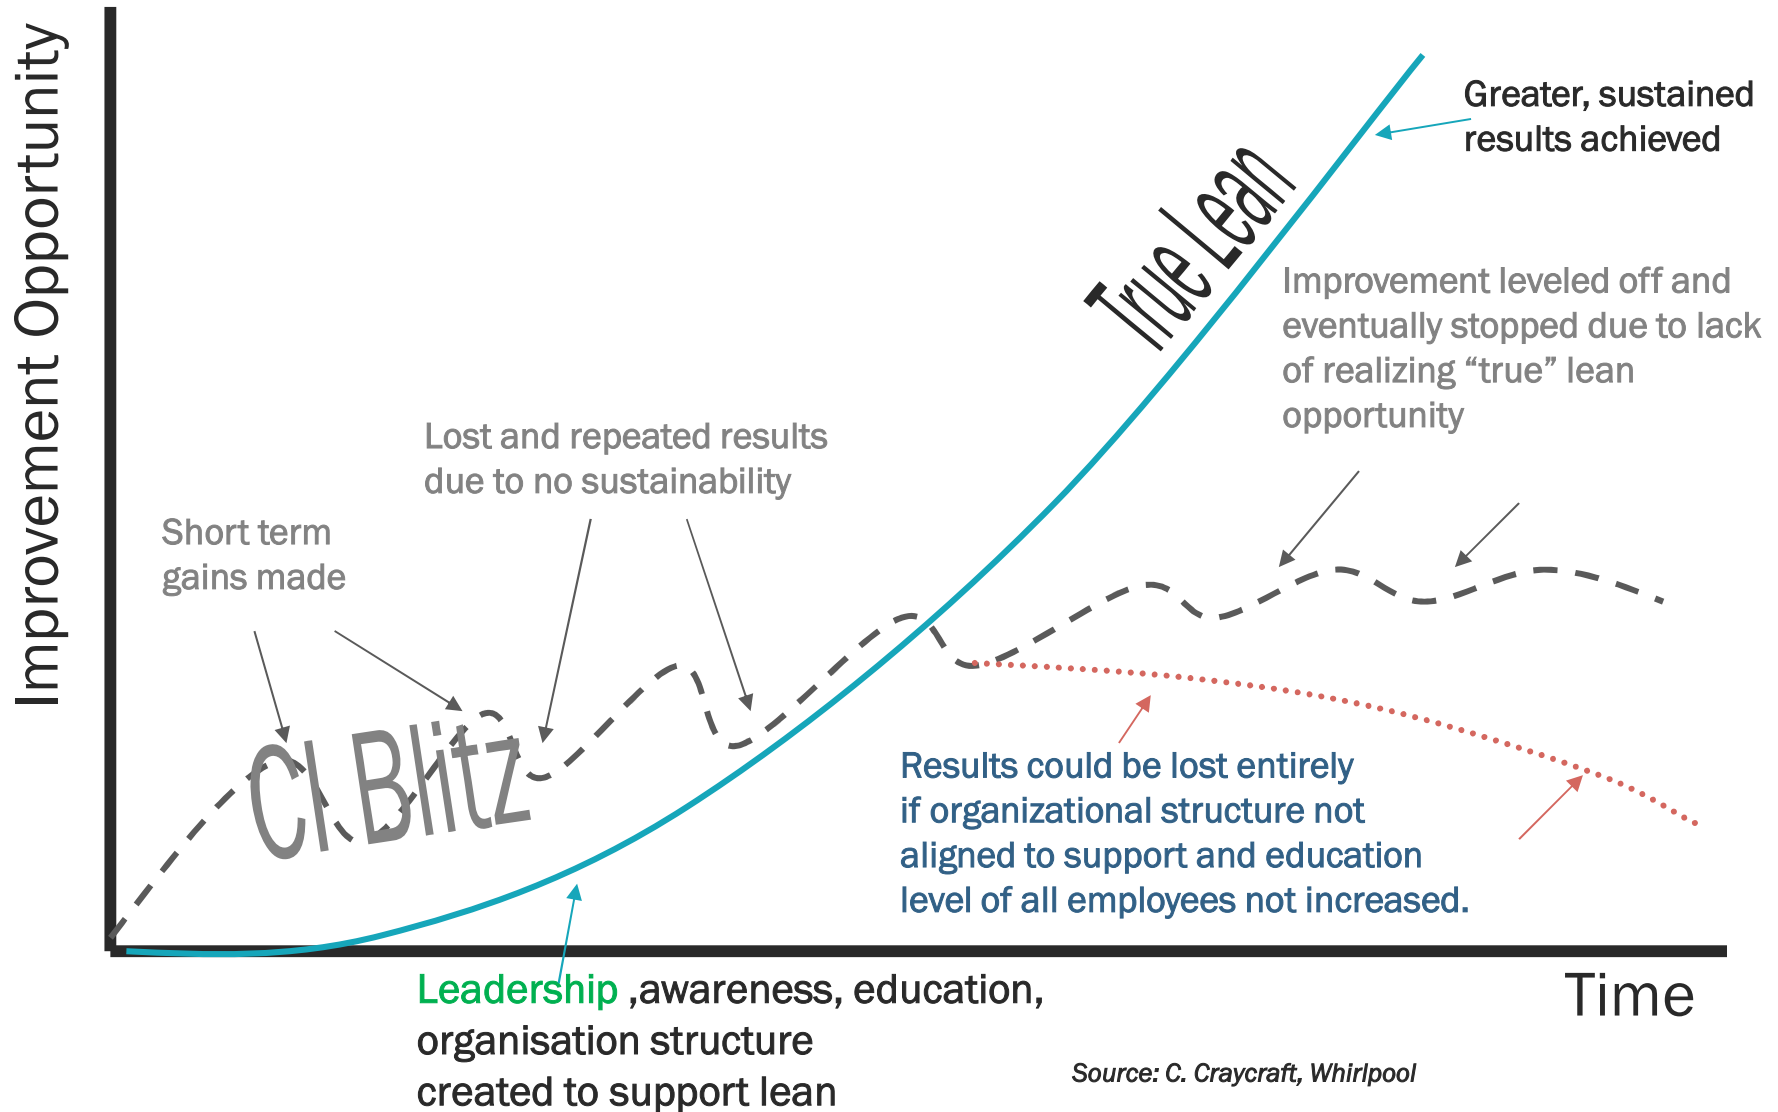 Improvement Opportunity
Greater, sustained
results achieved
True Lean
Improvement leveled off and
eventually stopped due to lack
of realizing “true” lean
opportunity
Lost and repeated results
due to no sustainability
Short term
gains made
CI Blitz
Results could be lost entirely
if organizational structure not
aligned to support and education
level of all employees not increased.
Time
Leadership ,awareness, education,
organisation structure
created to support lean
Source: C. Craycraft, Whirlpool